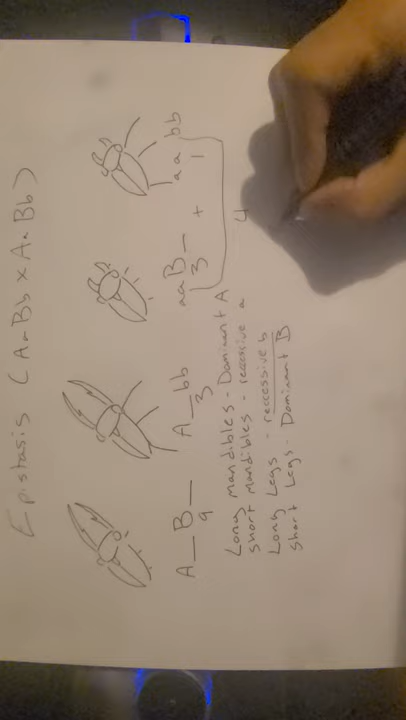 Epistasis (AaBb x AaBb)
A_B_ A_bb aaB_ aabb
9 3 3 + 1
4
Long mandibles - Dominant A
Short mandibles - recessive a
Long Legs - recessive b
Short Legs - Dominant B